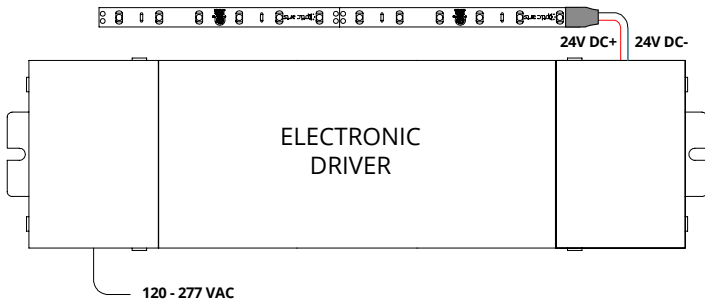 24V DC+ 24V DC-
ELECTRONIC
DRIVER
120 - 277 VAC